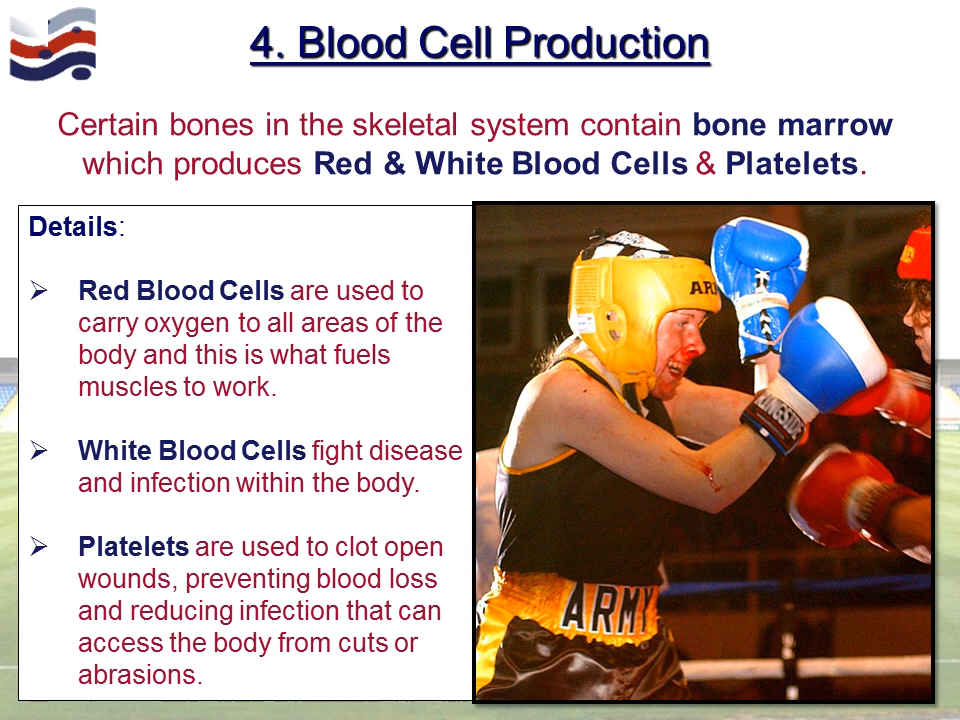 4. Blood Cell Production
Certain bones in the skeletal system contain bone marrow
which produces Red & White Blood Cells & Platelets.
Details:
➢ Red Blood Cells are used to
carry oxygen to all areas of the
body and this is what fuels
muscles to work.
➢ White Blood Cells fight disease
and infection within the body.
➢ Platelets are used to clot open
wounds, preventing blood loss
and reducing infection that can
access the body from cuts or
abrasions.
ARM
RINGSIDE
ARMY